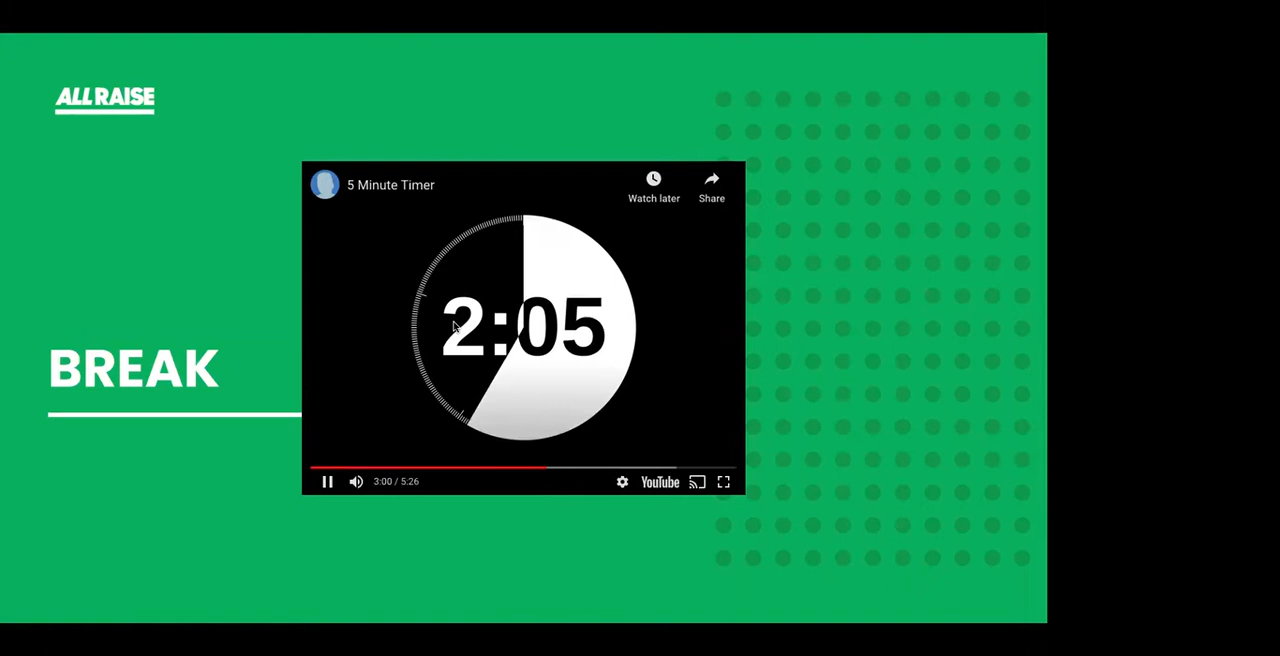 ALL RAISE
5 Minute Timer
Watch later
Share
2:05
BREAK
3:00 / 5:26
YouTube